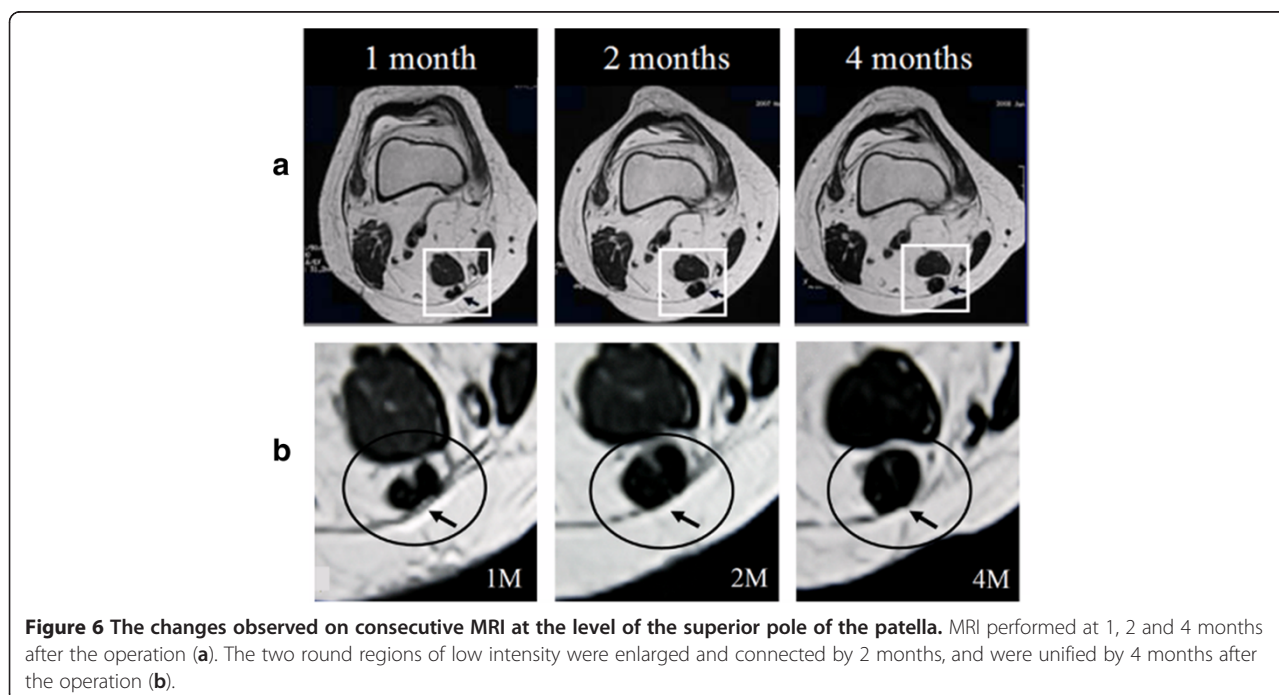 1 month
2 months
4 months
a
b
1M
2M
4M
Figure 6 The changes observed on consecutive MRI at the level of the superior pole of the patella. MRI performed at 1, 2 and 4 months
after the operation (a). The two round regions of low intensity were enlarged and connected by 2 months, and were unified by 4 months after
the operation (b).